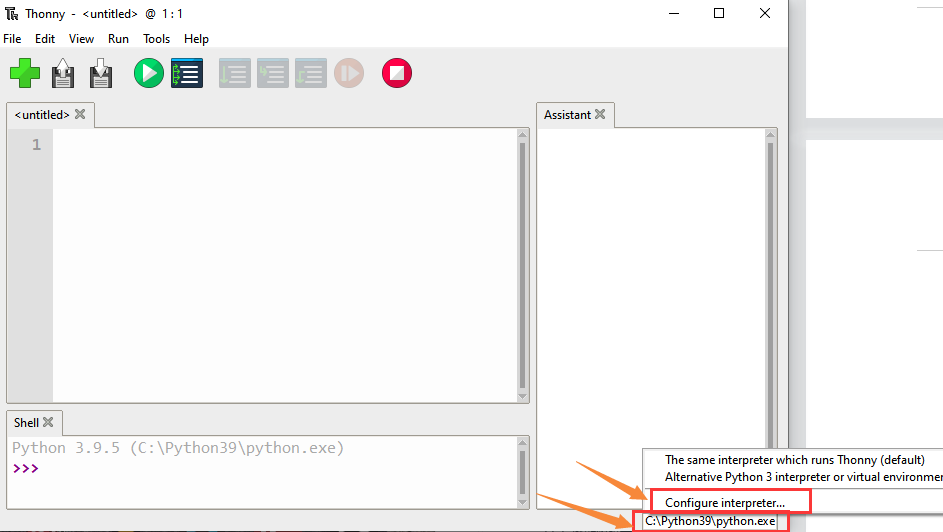 Thonny - <untitled> @ 1:1
File Edit View Run Tools Help
<untitled>
Assistant
1
Shell
Python 3.9.5 (C:\Python39\python.exe)
>>>
The same interpreter which runs Thonny (default)
Alternative Python 3 interpreter or virtual environme
Configure interpreter...
C:\Python39\python.exe